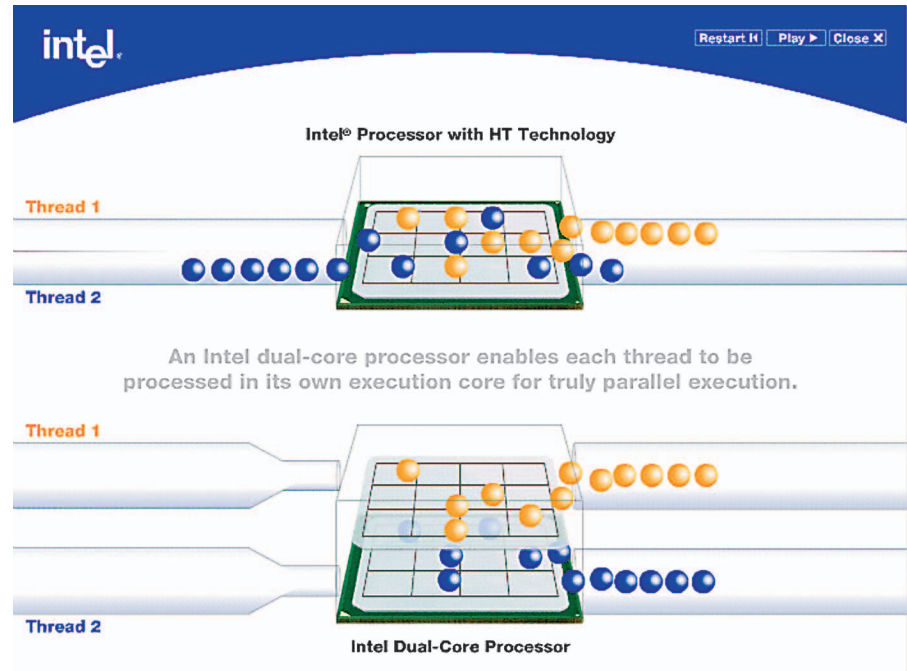 intel®
Restart Play Close X
Intel® Processor with HT Technology
Thread 1
Thread 2
An Intel dual-core processor enables each thread to be
processed in its own execution core for truly parallel execution.
Thread 1
Thread 2
Intel Dual-Core Processor